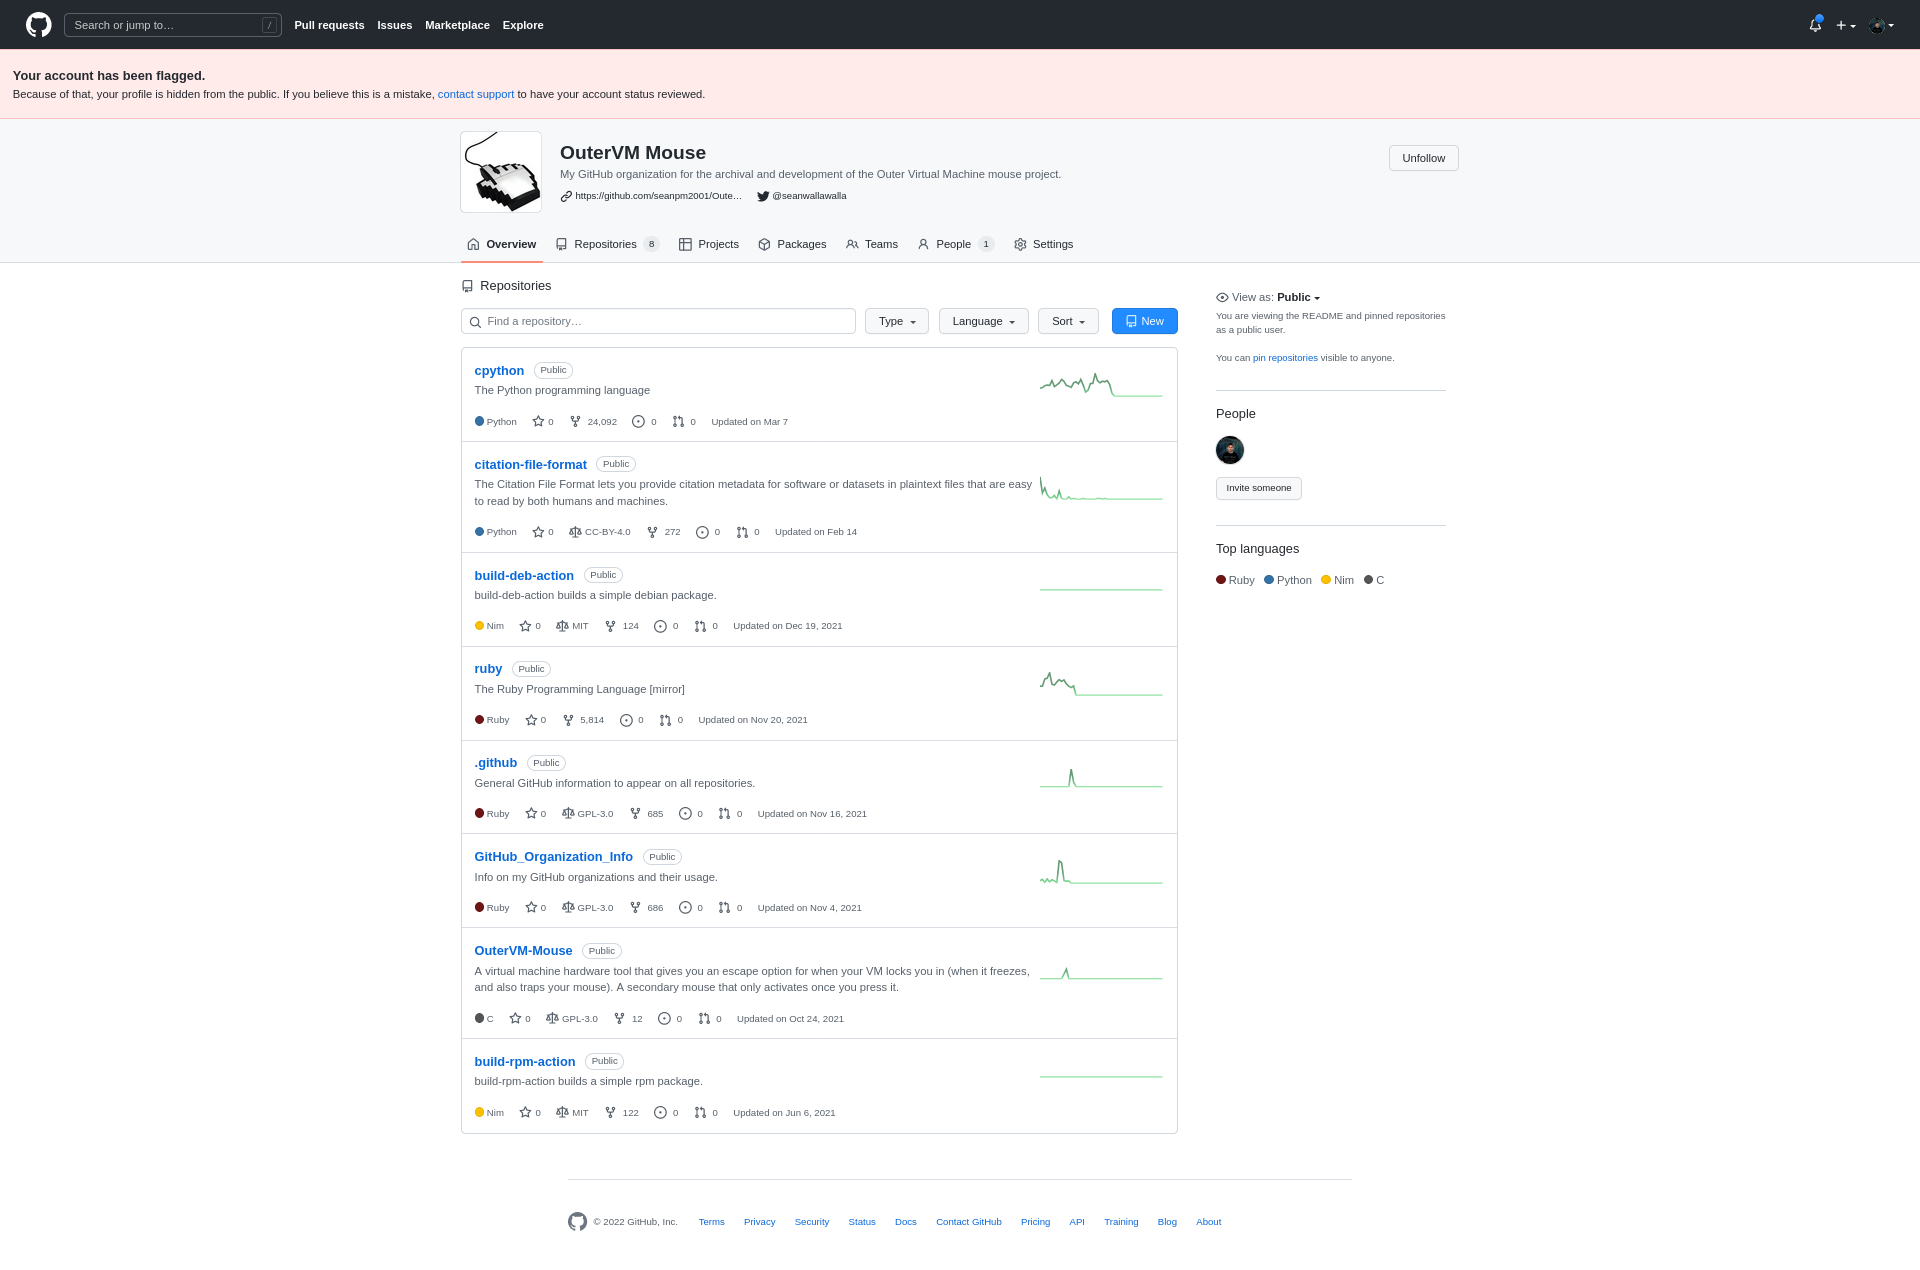 Search or jump to… /
Pull requests Issues Marketplace Explore
Your account has been flagged.
Because of that, your profile is hidden from the public. If you believe this is a mistake, contact support to have your account status reviewed.
OuterVM Mouse
Unfollow
My GitHub organization for the archival and development of the Outer Virtual Machine mouse project.
https://github.com/seanpm2001/Oute… @seanwallawalla
Overview Repositories 8 Projects Packages Teams People 1 Settings
Repositories
Find a repository… Type Language Sort New
cpython Public
The Python programming language
Python 0 24,092 0 0 Updated on Mar 7
citation-file-format Public
The Citation File Format lets you provide citation metadata for software or datasets in plaintext files that are easy
to read by both humans and machines.
Python 0 CC-BY-4.0 272 0 0 Updated on Feb 14
build-deb-action Public
build-deb-action builds a simple debian package.
Nim 0 MIT 124 0 0 Updated on Dec 19, 2021
ruby Public
The Ruby Programming Language [mirror]
Ruby 0 5,814 0 0 Updated on Nov 20, 2021
.github Public
General GitHub information to appear on all repositories.
Ruby 0 GPL-3.0 685 0 0 Updated on Nov 16, 2021
GitHub_Organization_Info Public
Info on my GitHub organizations and their usage.
Ruby 0 GPL-3.0 686 0 0 Updated on Nov 4, 2021
OuterVM-Mouse Public
A virtual machine hardware tool that gives you an escape option for when your VM locks you in (when it freezes,
and also traps your mouse). A secondary mouse that only activates once you press it.
C 0 GPL-3.0 12 0 0 Updated on Oct 24, 2021
build-rpm-action Public
build-rpm-action builds a simple rpm package.
Nim 0 MIT 122 0 0 Updated on Jun 6, 2021
View as: Public
You are viewing the README and pinned repositories
as a public user.
You can pin repositories visible to anyone.
People
Invite someone
Top languages
Ruby Python Nim C
© 2022 GitHub, Inc. Terms Privacy Security Status Docs Contact GitHub Pricing API Training Blog About